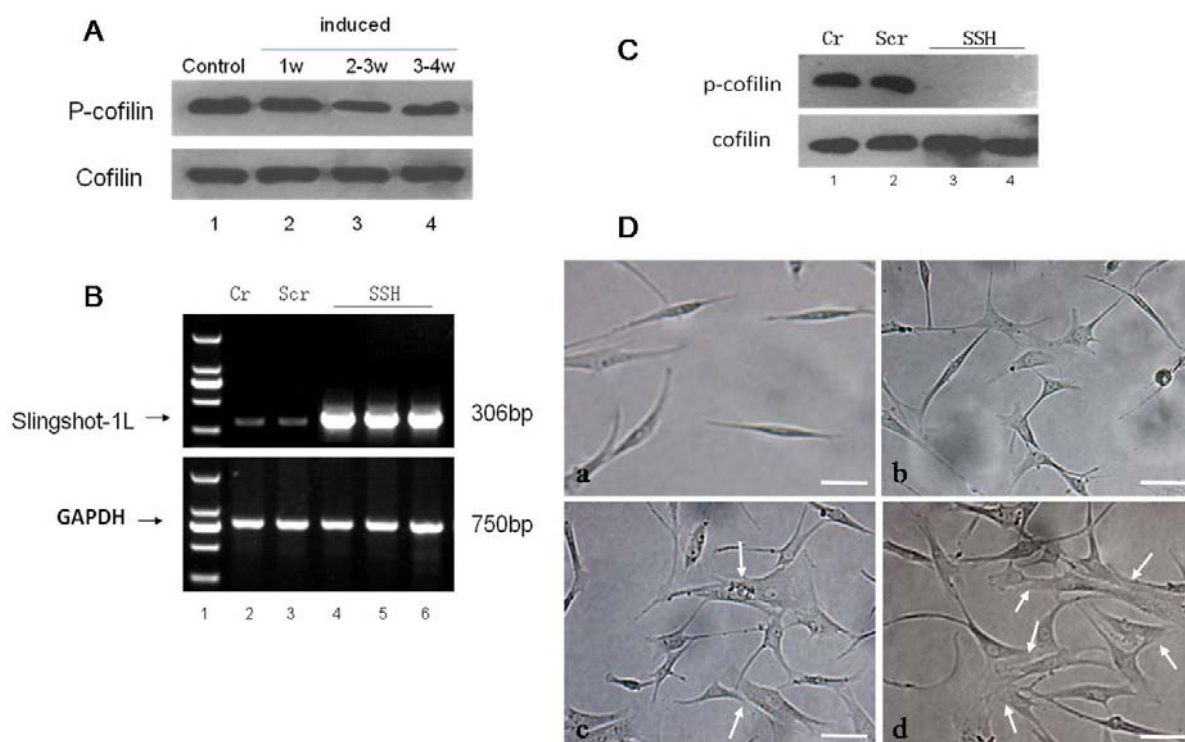 A
induced
Control 1w 2-3w 3-4w
P-cofilin
Cofilin
1 2 3 4
B
Cr Scr SSH
Slingshot-1L → 306bp
GAPDH → 750bp
1 2 3 4 5 6
C
Cr Scr SSH
p-cofilin
cofilin
1 2 3 4
D
a
b
c
d